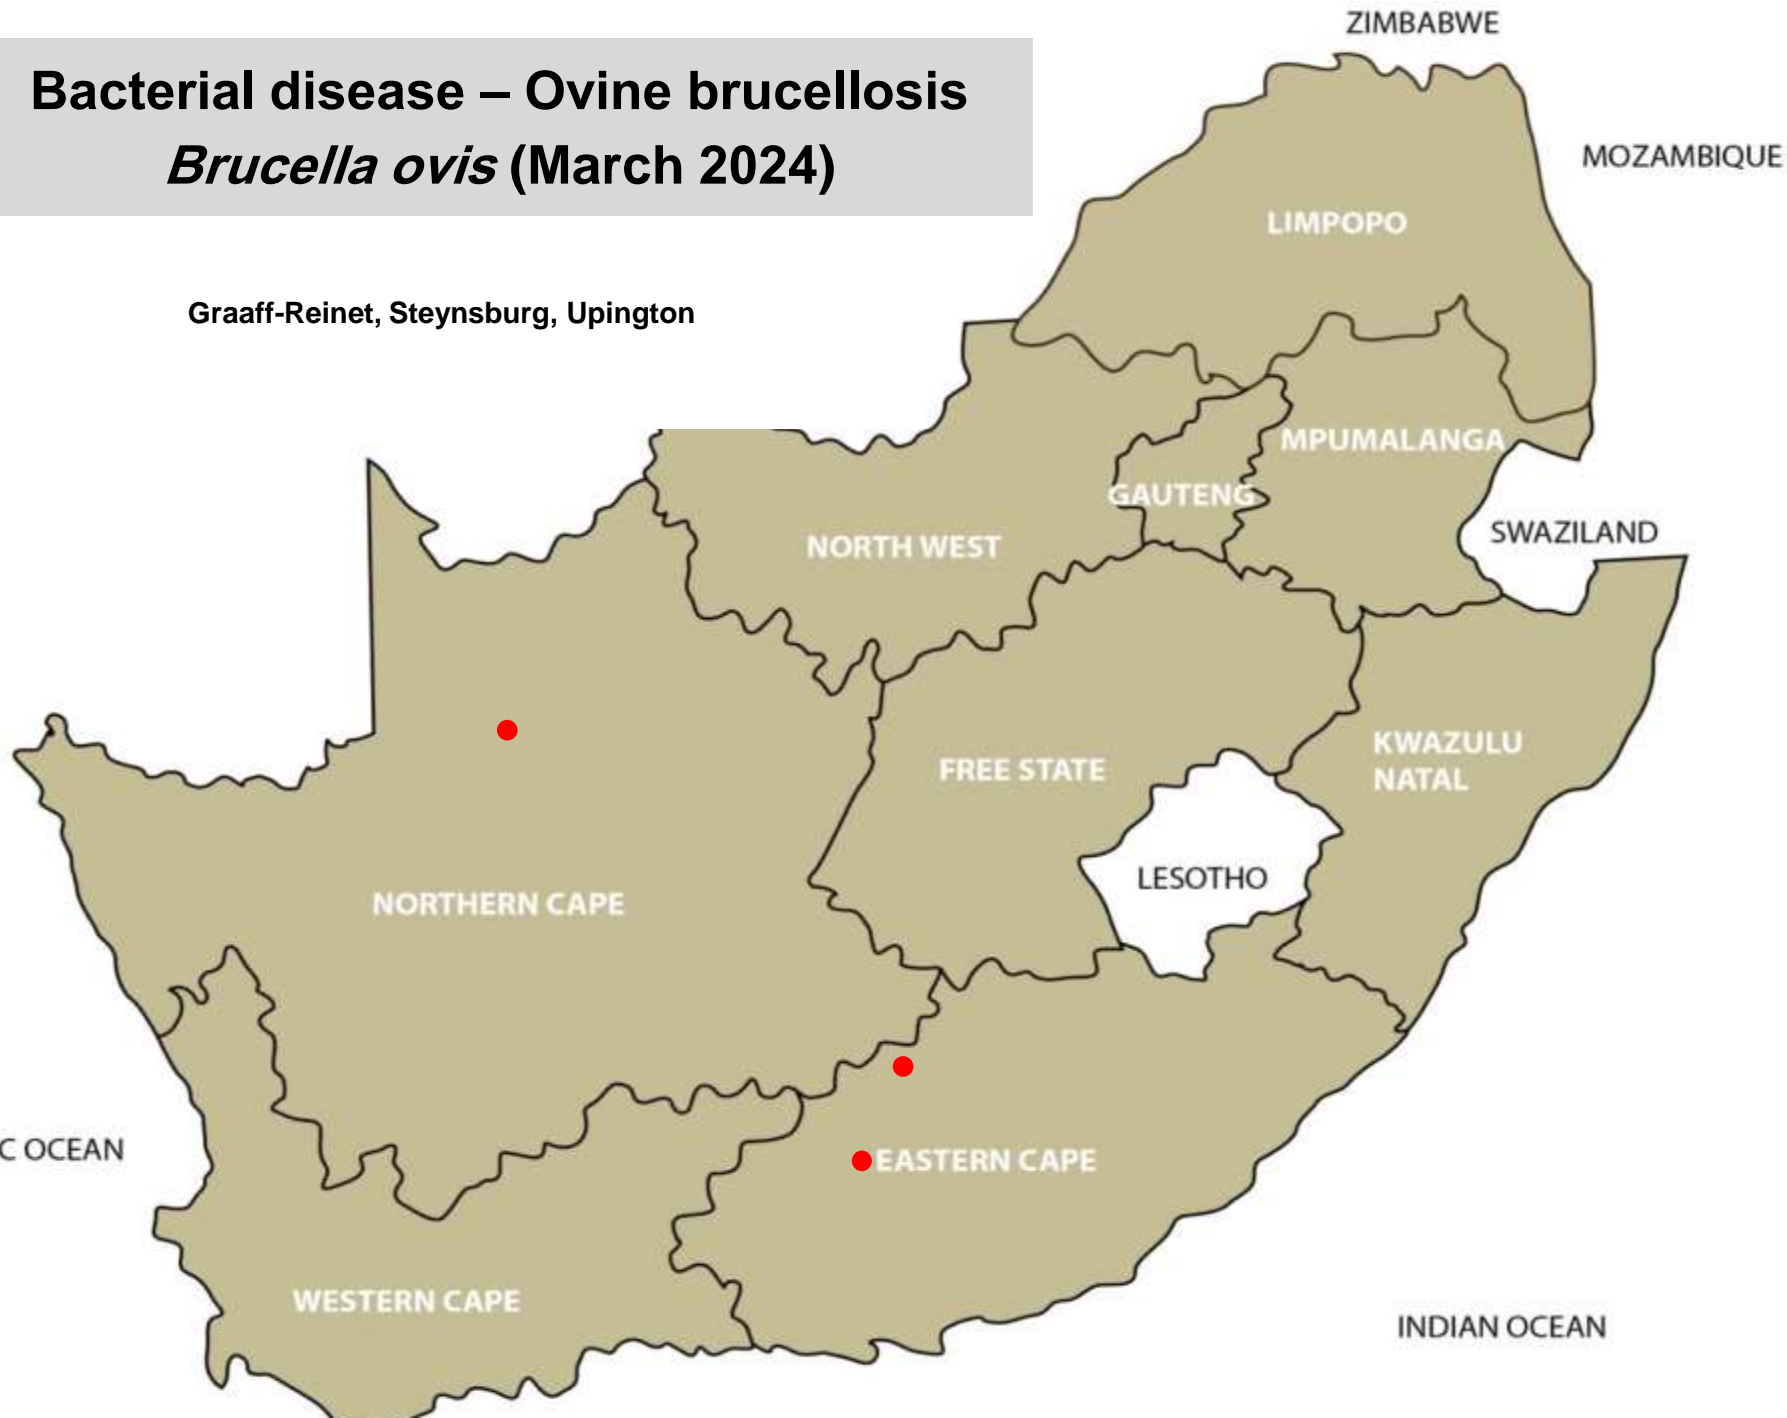 ZIMBABWE
Bacterial disease – Ovine brucellosis
Brucella ovis (March 2024)
MOZAMBIQUE
LIMPOPO
Graaff-Reinet, Steynsburg, Upington
MPUMALANGA
GAUTENG
SWAZILAND
NORTH WEST
KWAZULU
NATAL
FREE STATE
LESOTHO
NORTHERN CAPE
C OCEAN
EASTERN CAPE
WESTERN CAPE
INDIAN OCEAN